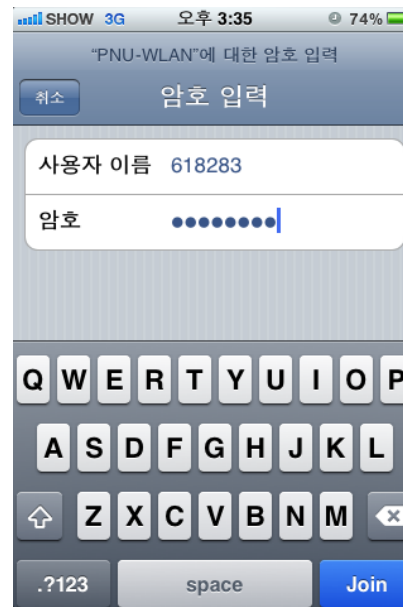 SHOW 3G 오후 3:35 74%
“PNU-WLAN”에 대한 암호 입력
취소 암호 입력
사용자 이름 618283
암호 ●●●●●●●●
Q W E R T Y U I O P
A S D F G H J K L
Z X C V B N M
.?123 space Join